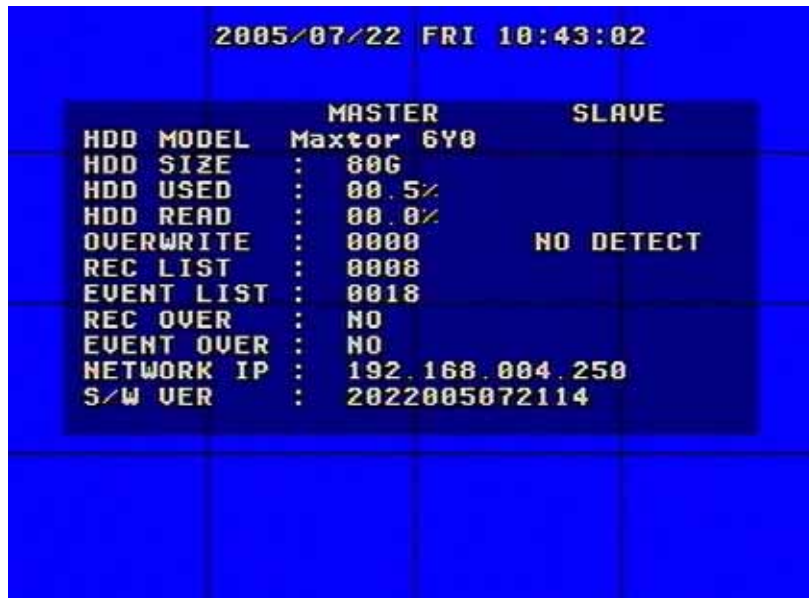 2005/07/22 FRI 10:43:02
MASTER SLAVE
HDD MODEL Maxtor 6Y0
HDD SIZE : 80G
HDD USED : 00.5%
HDD READ : 00.0%
OVERWRITE : 0000 NO DETECT
REC LIST : 0008
EVENT LIST : 0018
REC OVER : NO
EVENT OVER : NO
NETWORK IP : 192.168.004.250
S/W VER : 2022005072114